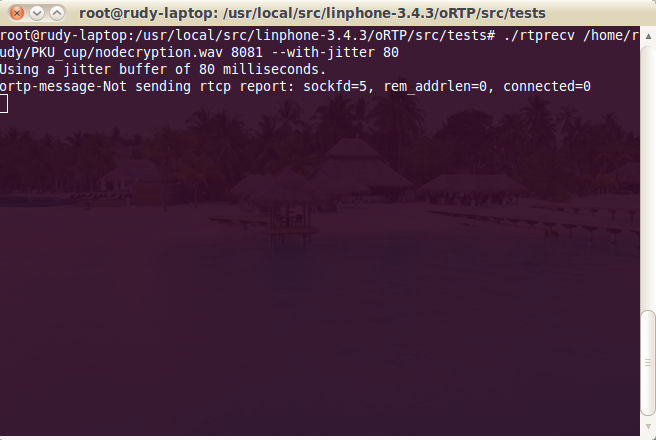 root@rudy-laptop: /usr/local/src/linphone-3.4.3/oRTP/src/tests
root@rudy-laptop:/usr/local/src/linphone-3.4.3/oRTP/src/tests# ./rtprecv /home/r
udy/PKU_cup/nodecryption.wav 8081 --with-jitter 80
Using a jitter buffer of 80 milliseconds.
ortp-message-Not sending rtcp report: sockfd=5, rem_addrlen=0, connected=0